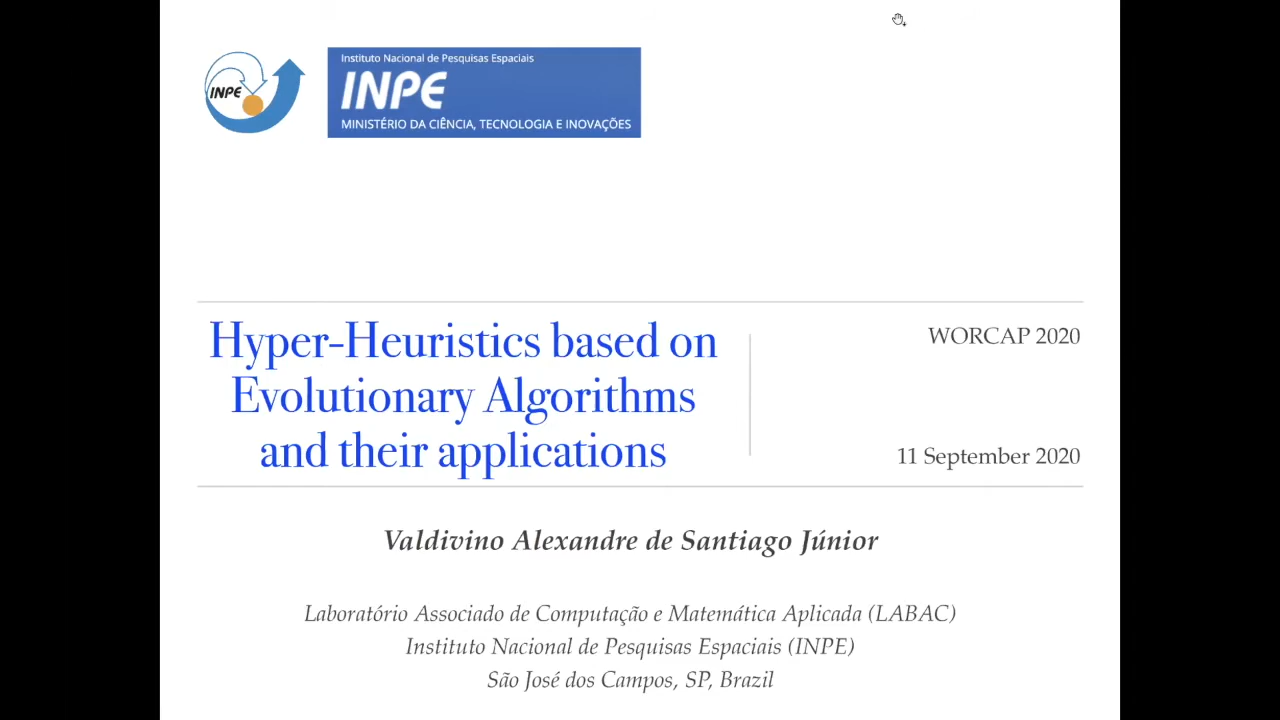 INPE
Instituto Nacional de Pesquisas Espaciais
INPE
MINISTÉRIO DA CIÊNCIA, TECNOLOGIA E INOVAÇÕES
Hyper-Heuristics based on
Evolutionary Algorithms
and their applications
WORCAP 2020
11 September 2020
Valdivino Alexandre de Santiago Júnior
Laboratório Associado de Computação e Matemática Aplicada (LABAC)
Instituto Nacional de Pesquisas Espaciais (INPE)
São José dos Campos, SP, Brazil